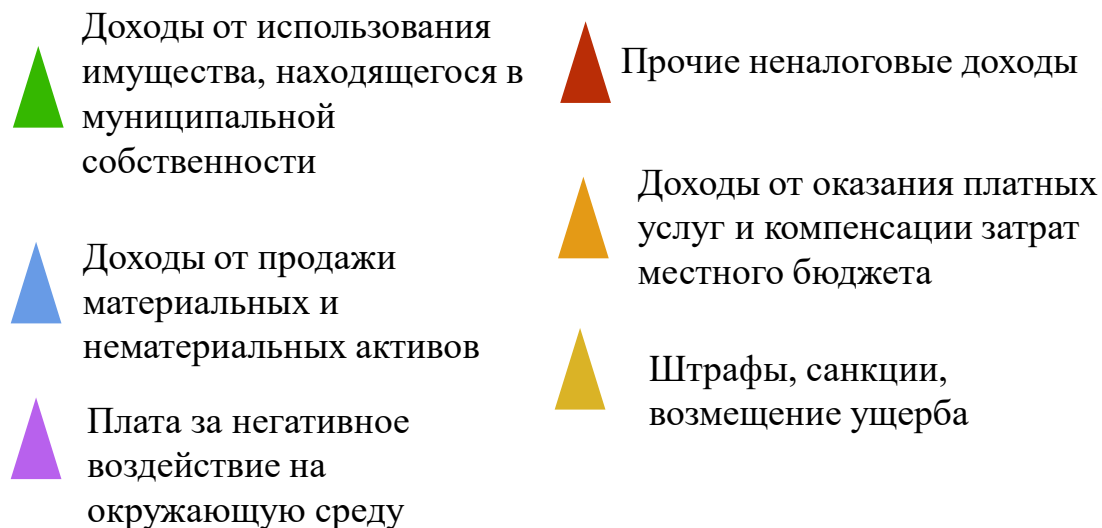 Доходы от использования
имущества, находящегося в
муниципальной
собственности
Доходы от продажи
материальных и
нематериальных активов
Плата за негативное
воздействие на
окружающую среду
Прочие неналоговые доходы
Доходы от оказания платных
услуг и компенсации затрат
местного бюджета
Штрафы, санкции,
возмещение ущерба